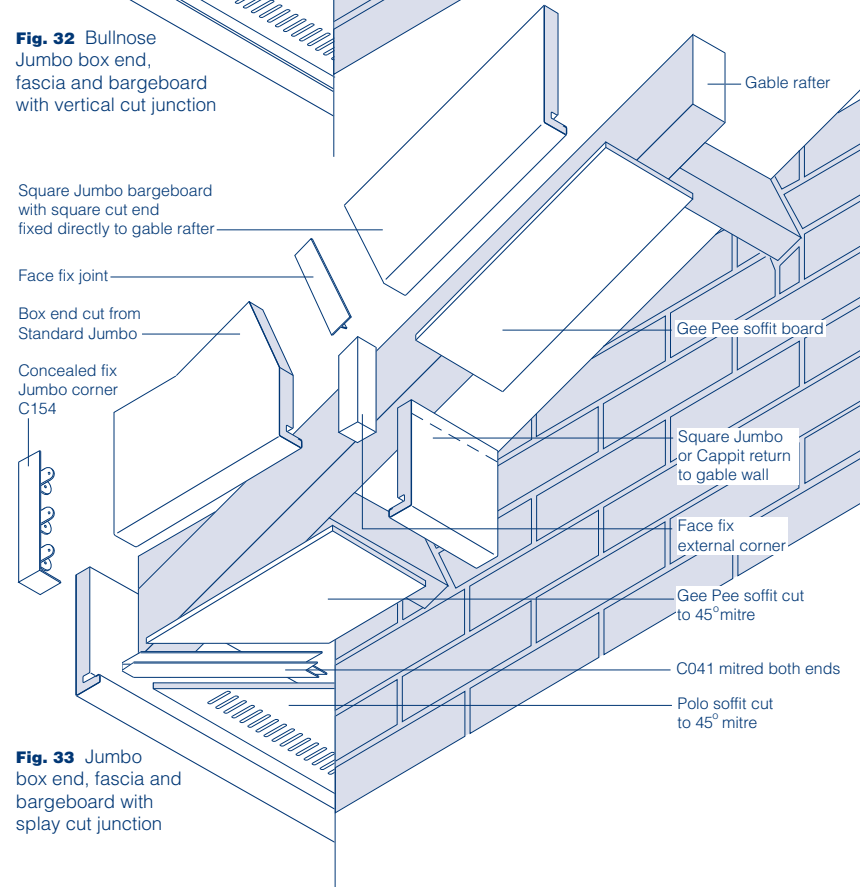 Fig. 32 Bullnose
Jumbo box end,
fascia and bargeboard
with vertical cut junction
Gable rafter
Square Jumbo bargeboard
with square cut end
fixed directly to gable rafter
Face fix joint
Box end cut from
Standard Jumbo
Concealed fix
Jumbo corner
C154
Gee Pee soffit board
Square Jumbo
or Cappit return
to gable wall
Face fix
external corner
Gee Pee soffit cut
to 45° mitre
C041 mitred both ends
Polo soffit cut
to 45° mitre
Fig. 33 Jumbo
box end, fascia and
bargeboard with
splay cut junction